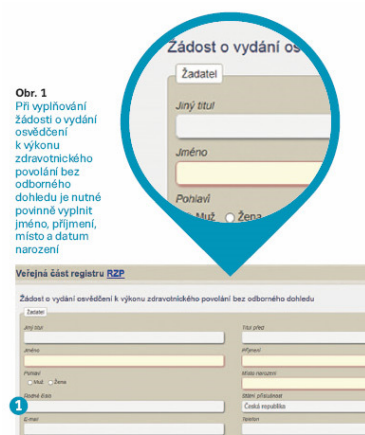 Žádost o vydání os
Žadatel
Jiný titul
Jméno
Pohlaví
Muž Žena
Obr. 1
Při vyplňování
žádosti o vydání
osvědčení
k výkonu
zdravotnického
povolání bez
odborného
dohledu je nutné
povinně vyplnit
jméno, příjmení,
místo a datum
narození
Veřejná část registru RZP
Žádost o vydání osvědčení k výkonu zdravotnického povolání bez odborného dohledu
Žadatel
Jiný titul Titul před
Jméno Příjmení
Pohlaví Místo narození
Muž Žena
Rodné číslo Státní příslušnost
1 Česká republika
E-mail Telefon